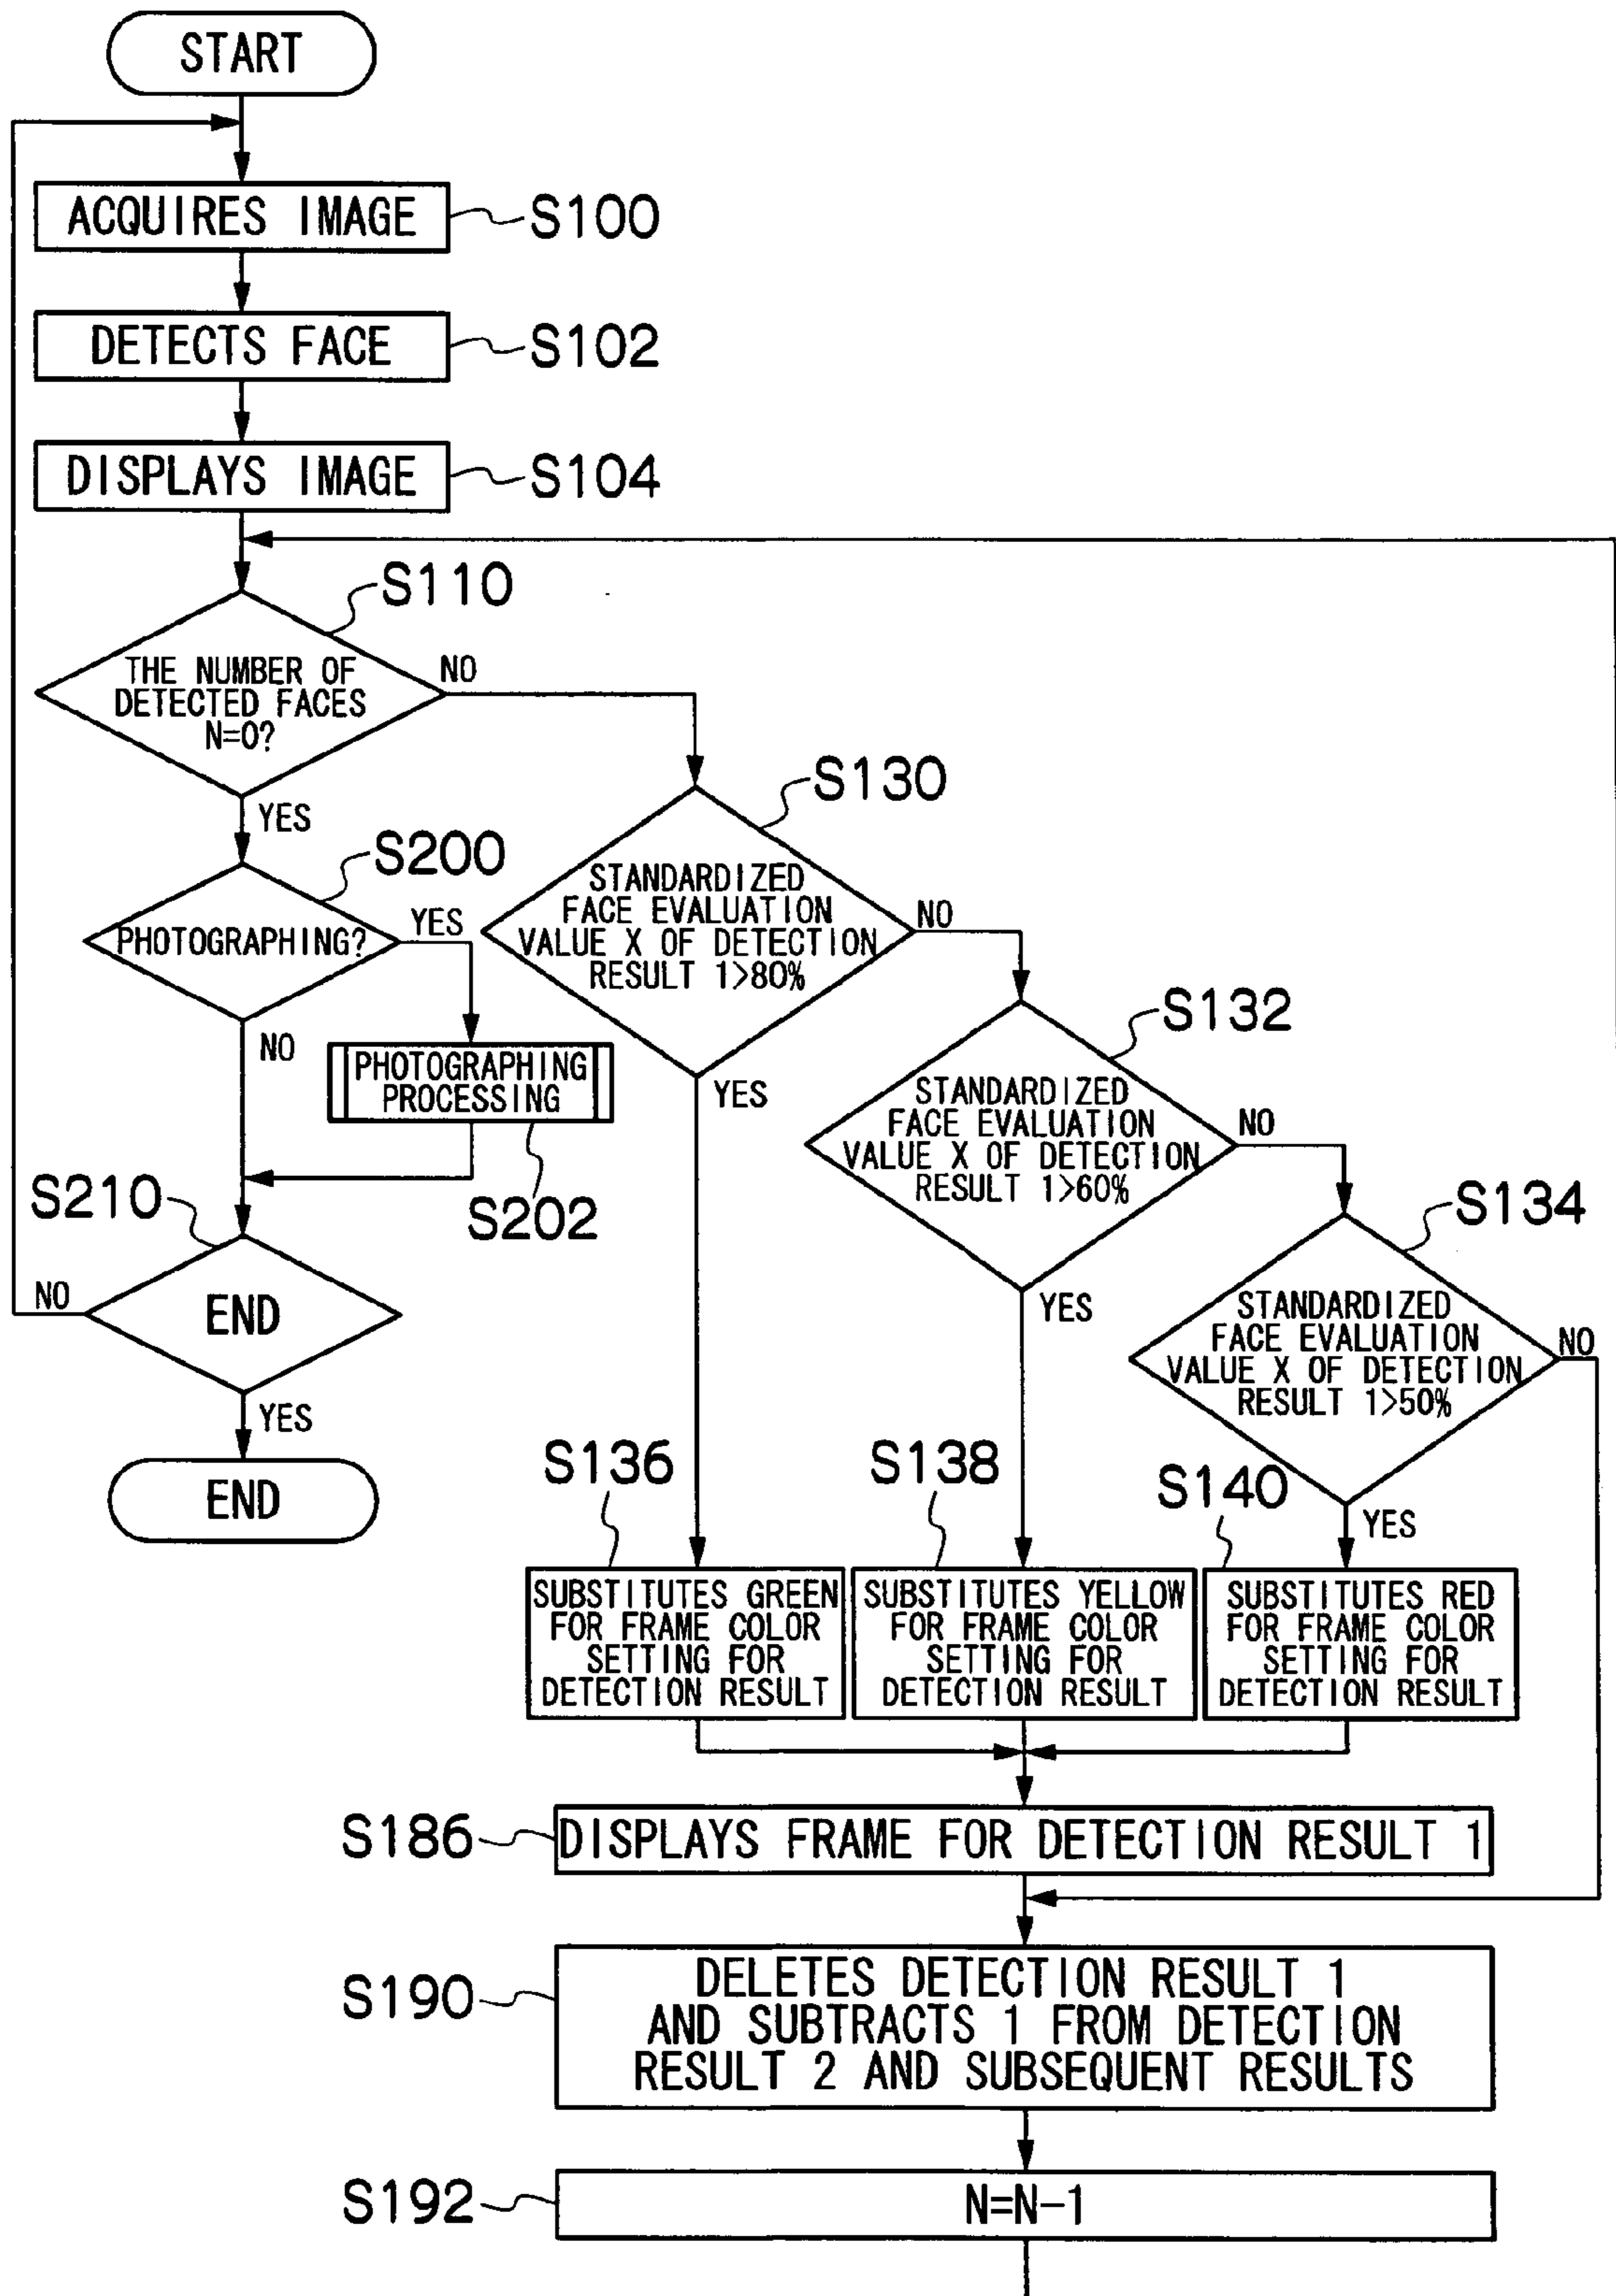 START
ACQUIRES IMAGE
S100
DETECTS FACE
S102
DISPLAYS IMAGE
S104
S110
THE NUMBER OF
DETECTED FACES
N=0?
NO
YES
S200
PHOTOGRAPHING?
YES
NO
PHOTOGRAPHING
PROCESSING
S202
S210
END
NO
YES
END
S130
STANDARDIZED
FACE EVALUATION
VALUE X OF DETECTION
RESULT 1>80%
NO
YES
S132
STANDARDIZED
FACE EVALUATION
VALUE X OF DETECTION
RESULT 1>60%
NO
YES
S134
STANDARDIZED
FACE EVALUATION
VALUE X OF DETECTION
RESULT 1>50%
NO
YES
S136
SUBSTITUTES GREEN
FOR FRAME COLOR
SETTING FOR
DETECTION RESULT
S138
SUBSTITUTES YELLOW
FOR FRAME COLOR
SETTING FOR
DETECTION RESULT
S140
SUBSTITUTES RED
FOR FRAME COLOR
SETTING FOR
DETECTION RESULT
S186
DISPLAYS FRAME FOR DETECTION RESULT 1
S190
DELETES DETECTION RESULT 1
AND SUBTRACTS 1 FROM DETECTION
RESULT 2 AND SUBSEQUENT RESULTS
S192
N=N-1